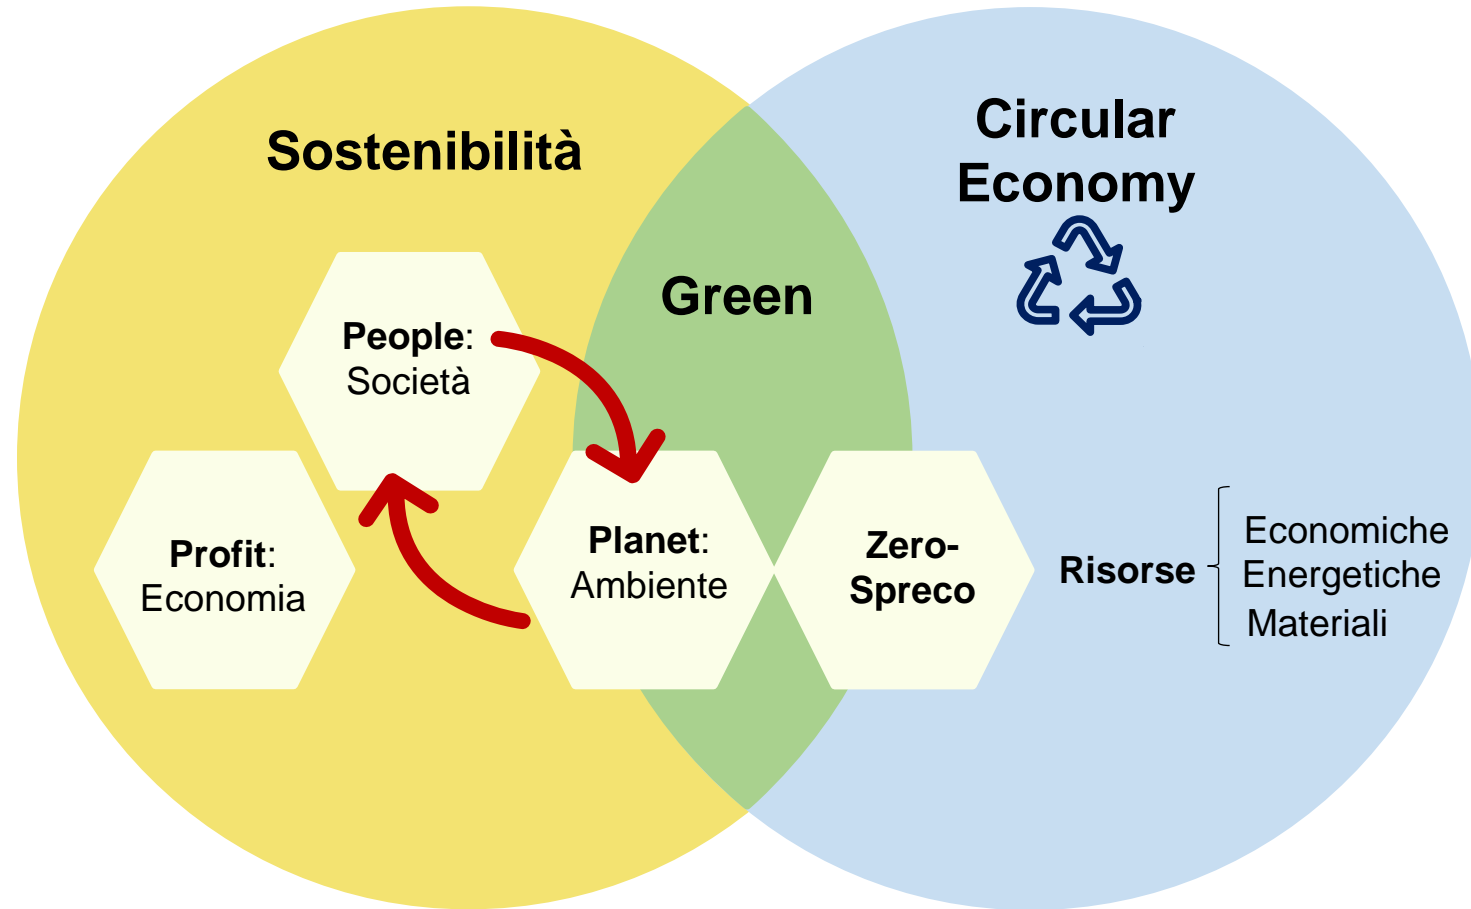 Sostenibilità
Circular
Economy
Green
People:
Società
Profit:
Economia
Planet:
Ambiente
Zero-
Spreco
Risorse
Economiche
Energetiche
Materiali